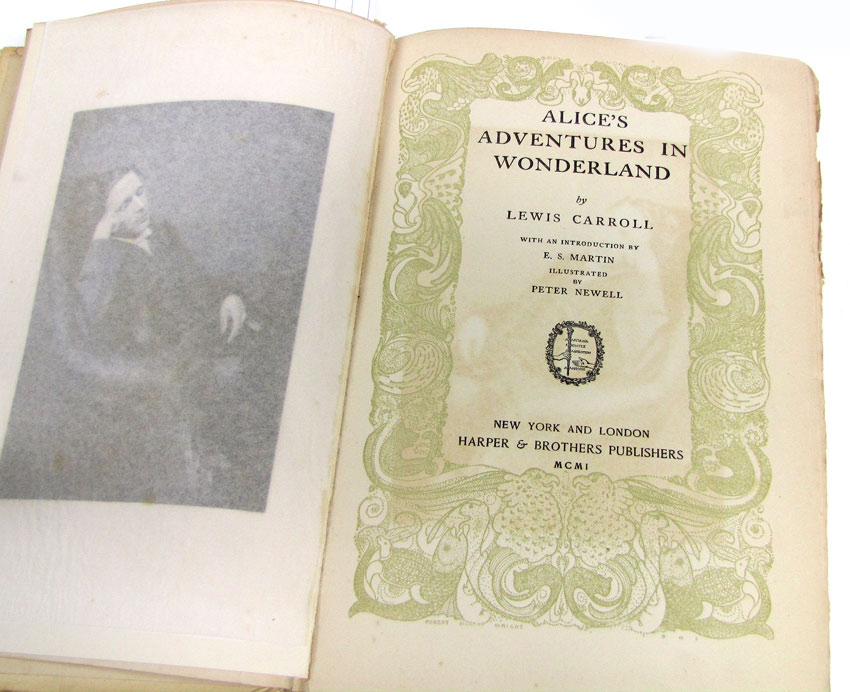 ALICE'S
ADVENTURES IN
WONDERLAND
by
LEWIS CARROLL
WITH AN INTRODUCTION BY
E. S. MARTIN
ILLUSTRATED
BY
PETER NEWELL
NEW YORK AND LONDON
HARPER & BROTHERS PUBLISHERS
MCMI
WRIGHT